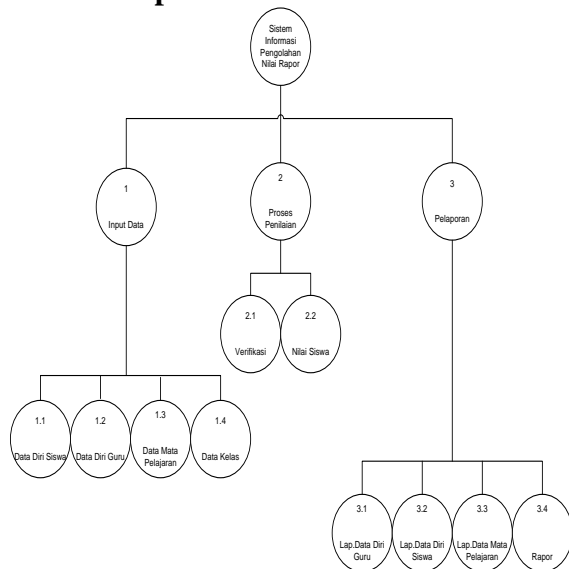 Sistem
Informasi
Pengolahan
Nilai Rapor
1
Input Data
2
Proses
Penilaian
3
Pelaporan
2.1
Verifikasi
2.2
Nilai Siswa
1.1
Data Diri Siswa
1.2
Data Diri Guru
1.3
Data Mata
Pelajaran
1.4
Data Kelas
3.1
Lap.Data Diri
Guru
3.2
Lap.Data Diri
Siswa
3.3
Lap.Data Mata
Pelajaran
3.4
Rapor